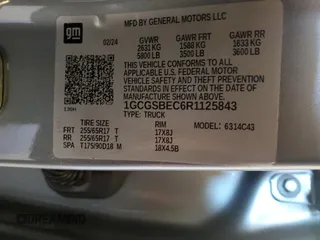 gm
MFD BY GENERAL MOTORS LLC
02/24
GVWR GAWR FRT GAWR RR
2631 KG 1588 KG 1633 KG
5800 LB 3500 LB 3600 LB
THIS VEHICLE CONFORMS TO ALL
APPLICABLE U.S. FEDERAL MOTOR
VEHICLE SAFETY AND THEFT PREVENTION
STANDARDS IN EFFECT ON THE DATE
OF MANUFACTURE SHOWN ABOVE.
1GCGSBEC6R1125843
TYPE: TRUCK
TIRE SIZE RIM MODEL: 6314C43
FRT 255/65R17 T 17X8J
RR 255/65R17 T 17X8J
SPA T175/90D18 M 18X4.5B